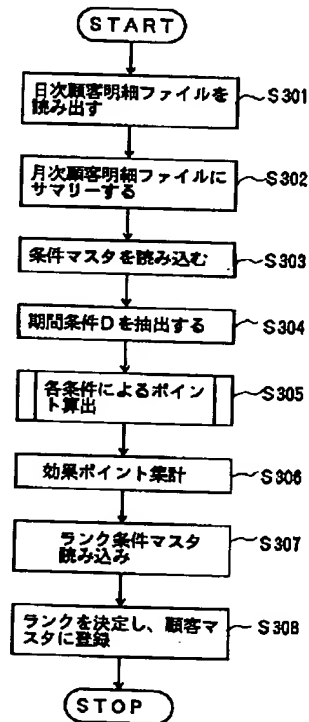 START
日次顧客明細ファイルを
読み出す
S301
月次顧客明細ファイルに
サマリーする
S302
条件マスタを読み込む
S303
期間条件Dを抽出する
S304
各条件によるポイン
ト算出
S305
効果ポイント集計
S306
ランク条件マスタ
読み込み
S307
ランクを決定し、顧客マ
スタに登録
S308
STOP